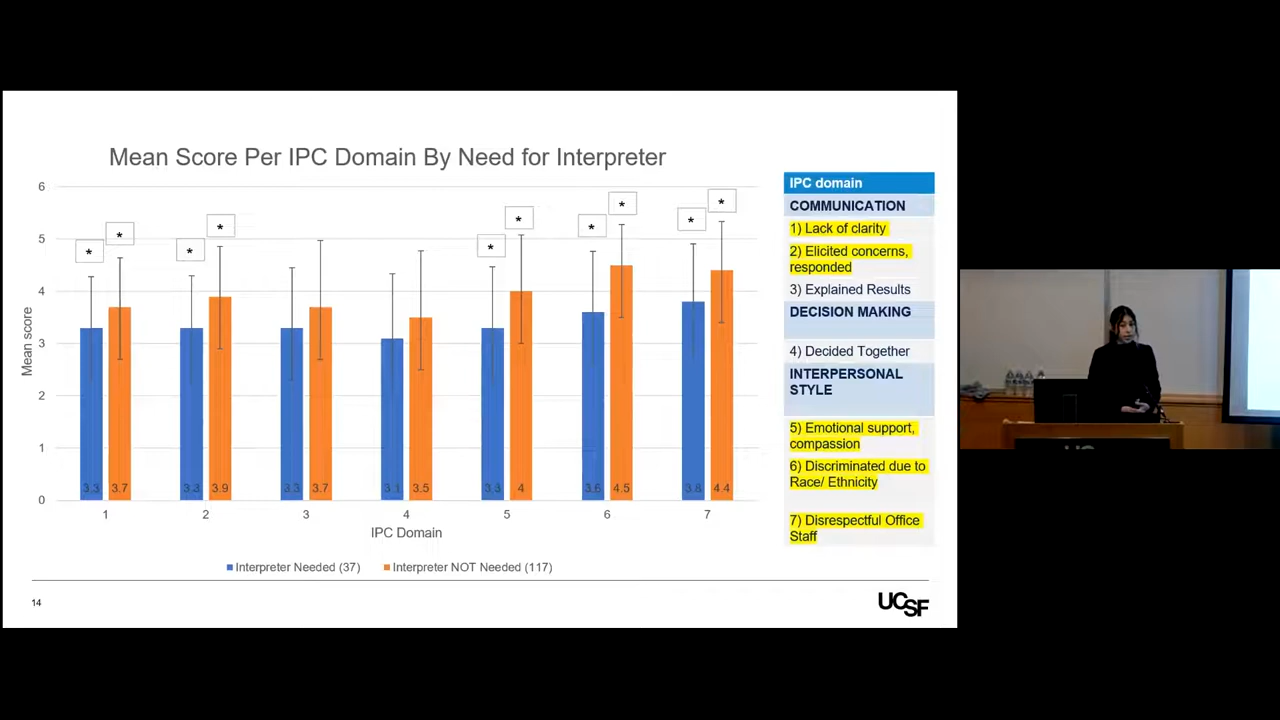 Mean Score Per IPC Domain By Need for Interpreter
6
5
4
3
2
1
0
Mean score
* * * * * * * * * *
3.3 3.7 3.3 3.9 3.3 3.7 3.1 3.5 3.3 4 3.6 4.5 3.8 4.4
1 2 3 4 5 6 7
IPC Domain
Interpreter Needed (37) Interpreter NOT Needed (117)
IPC domain
COMMUNICATION
1) Lack of clarity
2) Elicited concerns,
responded
3) Explained Results
DECISION MAKING
4) Decided Together
INTERPERSONAL
STYLE
5) Emotional support,
compassion
6) Discriminated due to
Race/ Ethnicity
7) Disrespectful Office
Staff
14
UCSF